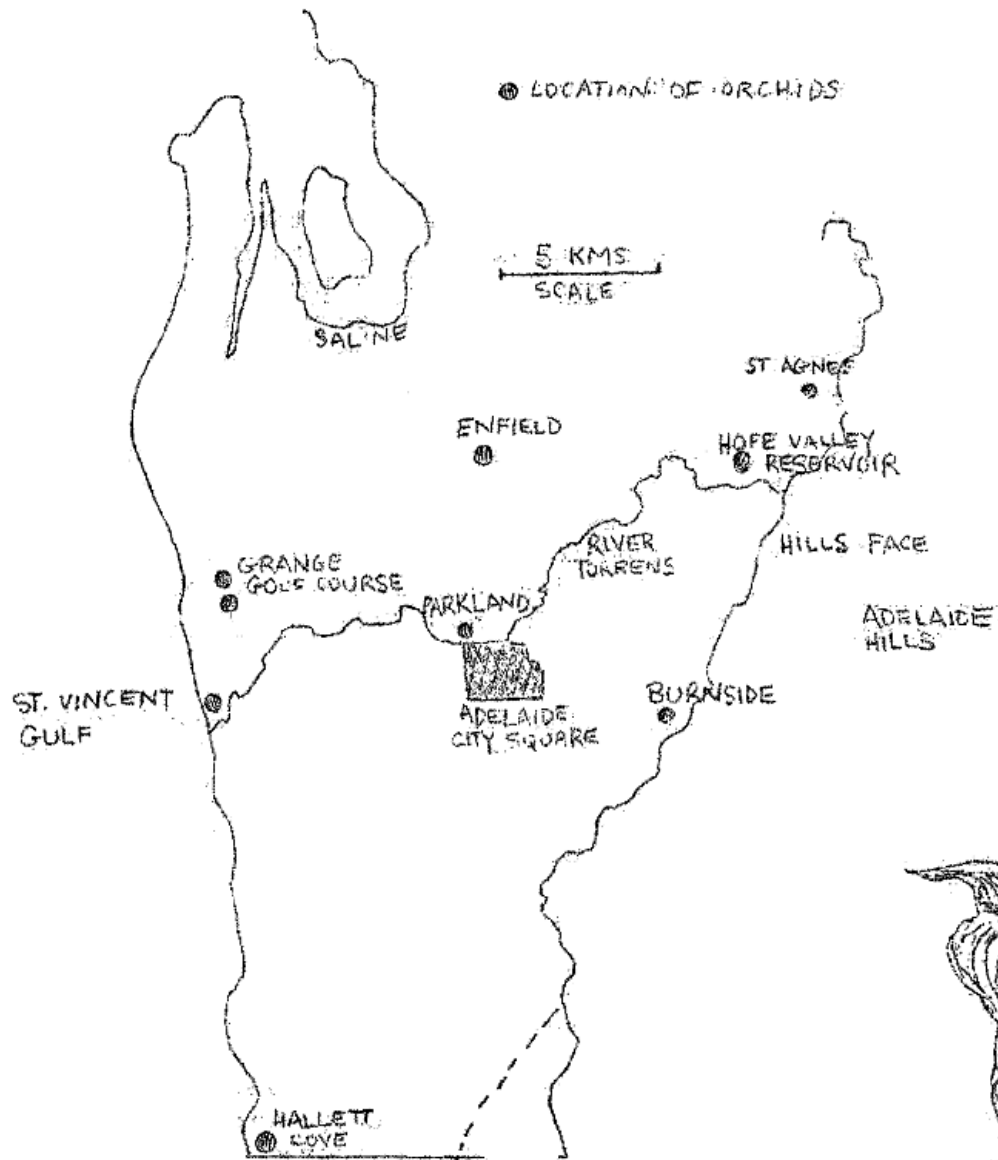 LOCATION OF ORCHIDS
5 KMS
SCALE
SALINE
ST AGNES
ENFIELD
HOPE VALLEY
RESERVOIR
RIVER
TORRENS
HILLS FACE
GRANGE
GOLF COURSE
PARKLAND
ADELAIDE
HILLS
ST. VINCENT
GULF
BURNSIDE
ADELAIDE
CITY SQUARE
HALLETT
COVE